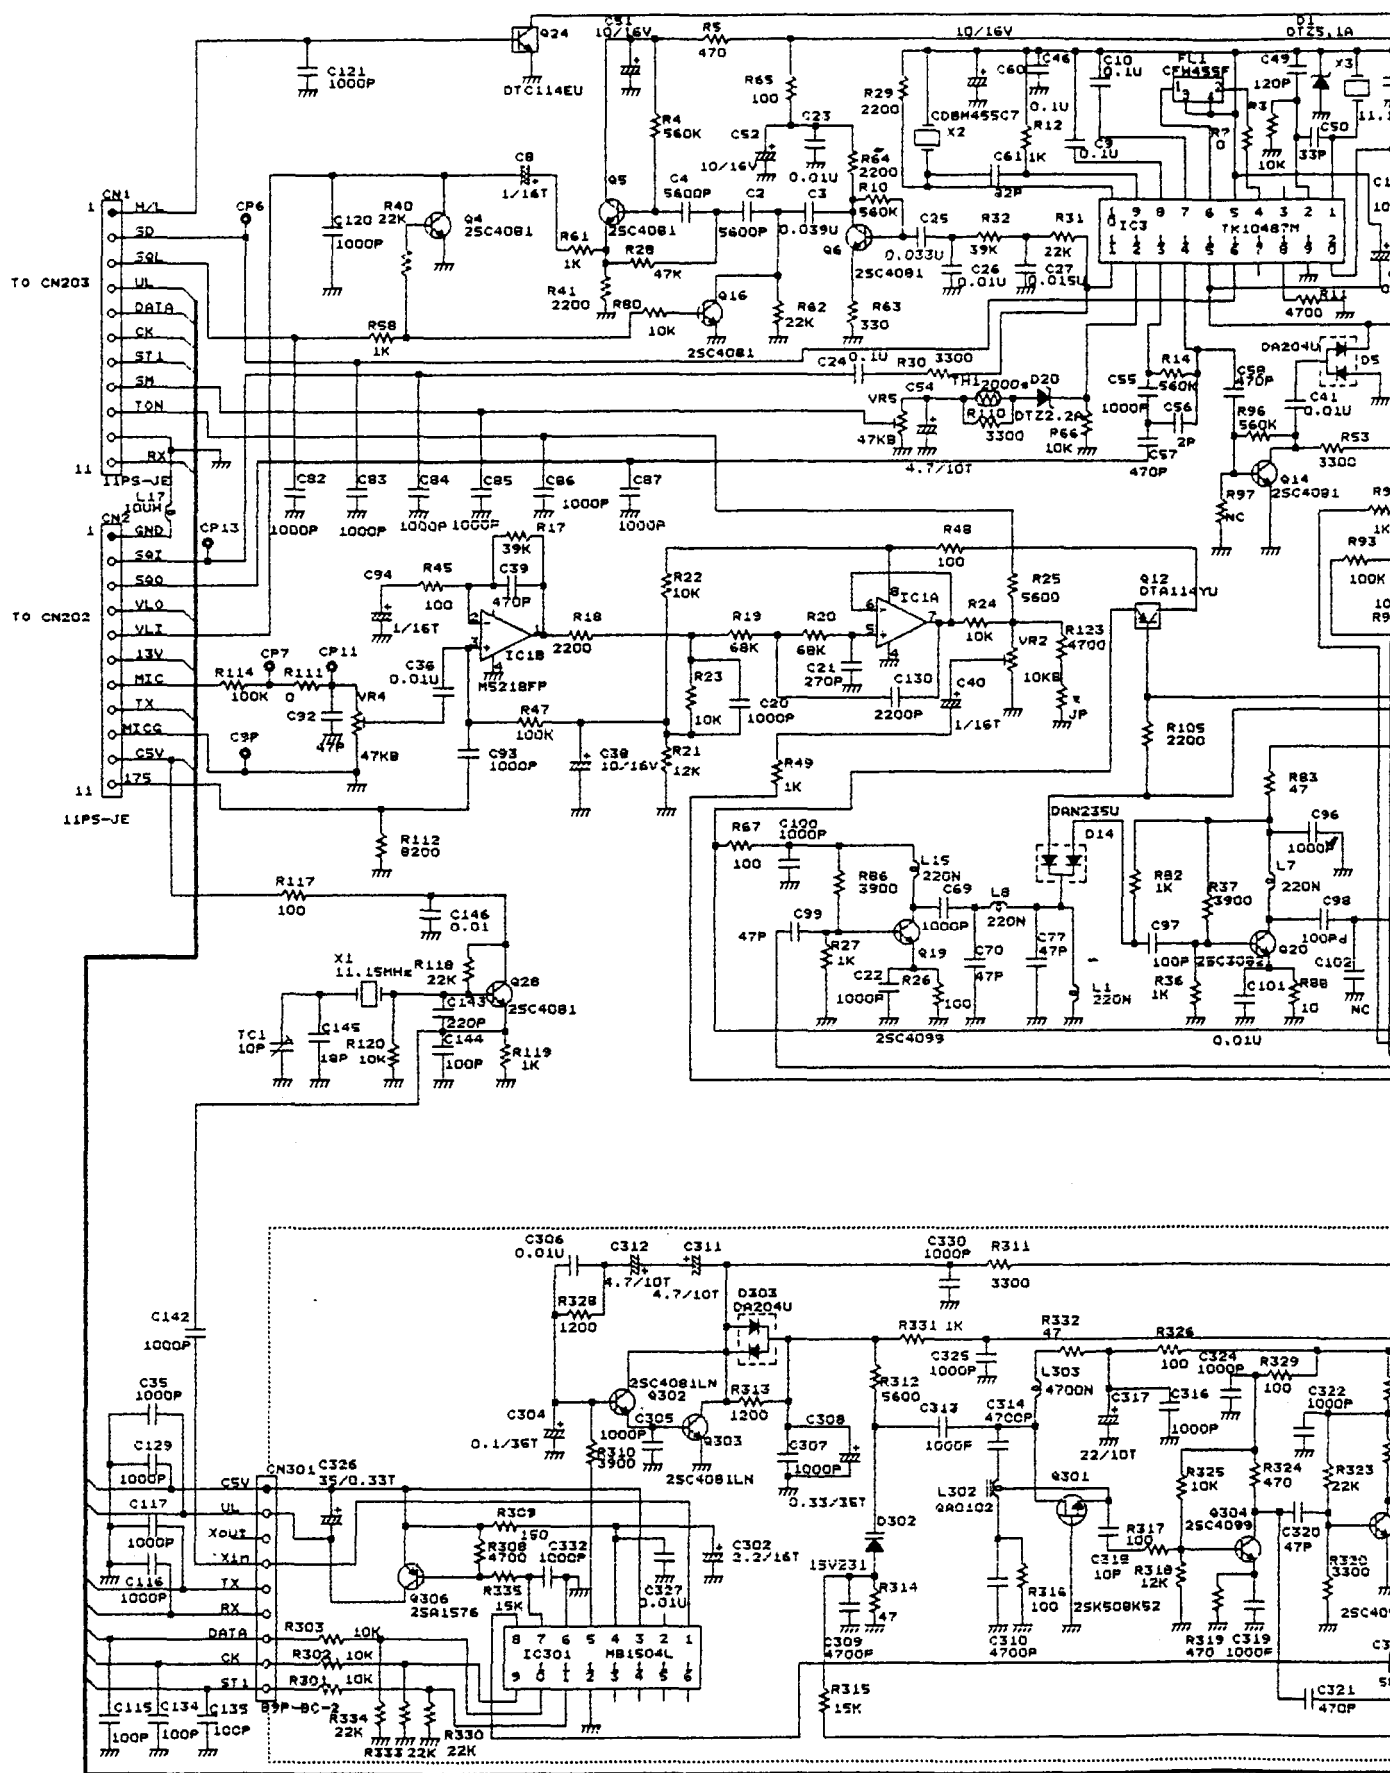 Q24
DTC114EU
C121
1000P
C51
10/16V
R5
470
R65
100
R4
560K
C52
10/16V
C23
0.01U
R64
2200
R10
560K
10/16V
R29
2200
CDBM455C7
X2
C60
C46
0.1U
R12
1K
C61
82P
C10
0.1U
C9
0.1U
FL1
CFW455F
R7
0
R3
C49
120P
10K
C50
33P
D1
DTZ5.1A
X3
11.1
C8
1/16T
Q5
2SC4081
C4
5600P
C2
5600P
C3
0.039U
Q6
2SC4081
C25
0.033U
R32
39K
R31
22K
C26
0.01U
C27
0.015U
IC3
TK10487M
R11
4700
CN1
1
H/L
SD
SQL
UL
DATA
CK
ST1
SM
TON
RX
11
11PS-JE
TO CN203
CP6
C120
1000P
R40
22K
Q4
2SC4081
R61
1K
R28
47K
R41
2200
R80
10K
Q16
2SC4081
R62
22K
R63
330
R58
1K
C24
0.1U
R30
3300
TH1
2000
D20
DTZ2.2A
R110
3300
VR5
47KB
C54
4.7/10T
R66
10K
C55
1000P
R14
560K
C56
2P
C57
470P
C58
470P
DA204U
D5
C41
0.01U
R96
560K
R53
3300
Q14
2SC4081
R97
NC
L17
10UH
C82
1000P
C83
1000P
C84
1000P
C85
1000P
C86
1000P
C87
1000P
CN2
1
GND
SQI
SQO
VLO
VLI
13V
MIC
TX
MICG
C5V
175
11
11PS-JE
TO CN202
CP13
C94
1/16T
R45
100
R17
39K
C39
470P
IC1B
M5218FP
R18
2200
R22
10K
R19
68K
R20
68K
C21
270P
IC1A
R48
100
R25
5600
R24
10K
VR2
10KB
R123
4700
JP
Q12
DTA114YU
R93
100K
1K
C130
2200P
C40
1/16T
R23
10K
C20
1000P
R21
12K
R114
100K
CP7
R111
0
CP11
C92
47P
VR4
47KB
C36
0.01U
R47
100K
C38
10/16V
C93
1000P
C9P
R49
1K
R105
2200
R112
8200
R67
100
C100
1000P
R86
3900
L15
220N
C69
1000P
L8
220N
DAN235U
D14
R83
47
C96
1000P
R82
1K
R37
3900
L7
220N
C98
100P
C99
47P
R27
1K
Q19
2SC4099
C22
1000P
R26
100
C70
47P
C77
47P
L1
220N
C97
100P
Q20
R36
1K
C101
R88
10
C102
NC
0.01U
R117
100
C146
0.01
X1
11.15MHz
R118
22K
Q28
2SC4081
C143
220P
C144
100P
R119
1K
TC1
10P
C145
18P
R120
10K
C142
1000P
C306
0.01U
C312
4.7/10T
C311
4.7/10T
R328
1200
D303
DA204U
C330
1000P
R311
3300
R331 1K
R332
47
R326
100
C325
1000P
L303
4700N
C324
1000P
R329
100
R312
5600
C313
1000P
C314
4700P
C317
22/10T
C316
1000P
C322
1000P
2SC4081LN
Q302
R313
1200
C304
0.1/35T
C305
1000P
Q303
2SC4081LN
R310
3900
C307
1000P
C308
0.33/35T
L302
QA0102
Q301
2SK508K52
R325
10K
R324
470
R323
22K
Q304
2SC4099
C320
47P
R317
100
C318
10P
R318
12K
R320
3300
R319
470
C319
1000P
D302
1SV231
R314
47
C309
4700P
C310
4700P
R316
100
R315
15K
C321
470P
C35
1000P
C129
1000P
C117
1000P
C116
1000P
CN301
C5V
UL
Xout
Xin
TX
RX
DATA
CK
ST1
C326
35/0.33T
R309
150
R308
4700
C332
1000P
R335
15K
Q306
2SA1576
C327
0.01U
C302
2.2/16T
8 7 6 5 4 3 2 1
IC301
MB1504L
R303
10K
R302
10K
R301
10K
R334
22K
R333 22K
R330
22K
C115
100P
C134
100P
C135
100P